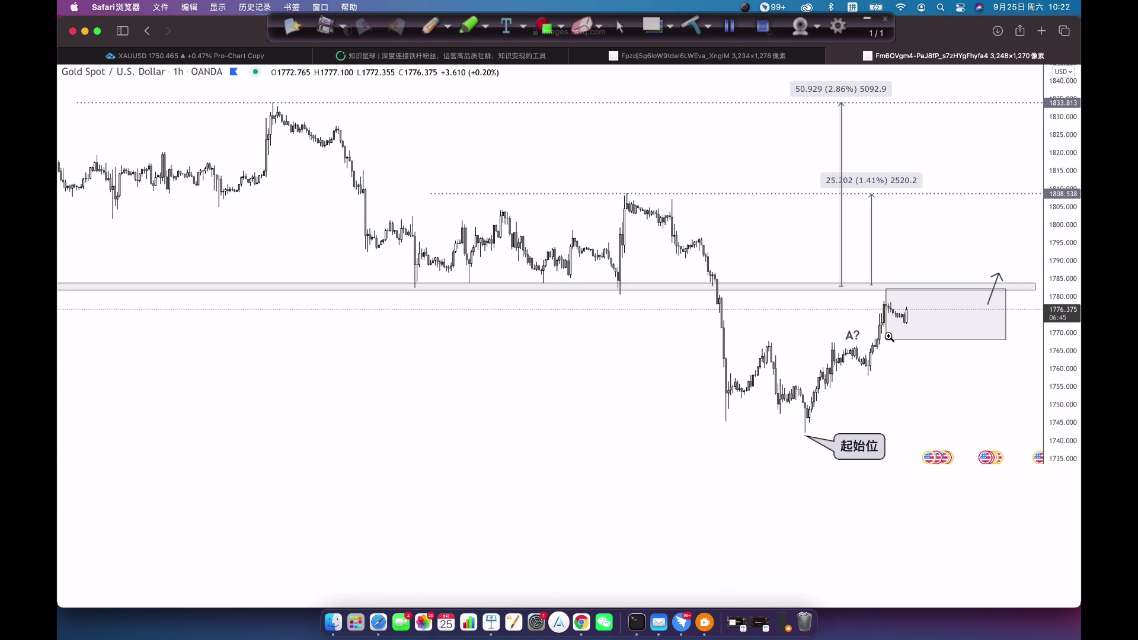 Safari浏览器 文件 编辑 显示 历史记录 书签 窗口 帮助
99+ 拼 9月25日 周六 10:22
1/1
XAUUSD 1750.465 ▲ +0.47% Pro-Chart Copy
知识星球 | 深度连接铁杆粉丝，运营高品质社群，知识变现的工具
3,234×1,278 像素
3,248×1,270 像素
Gold Spot / U.S. Dollar · 1h · OANDA
O1772.765 H1777.100 L1772.355 C1776.375 +3.610 (+0.20%)
USD
1840.000
50.929 (2.86%) 5092.9
1833.813
1830.000
1825.000
1820.000
1815.000
25.202 (1.41%) 2520.2
1808.538
1805.000
1800.000
1795.000
1790.000
1785.000
1780.000
1776.375
06:45
1770.000
A?
1765.000
1760.000
1755.000
1750.000
1745.000
1740.000
起始位
1735.000
25